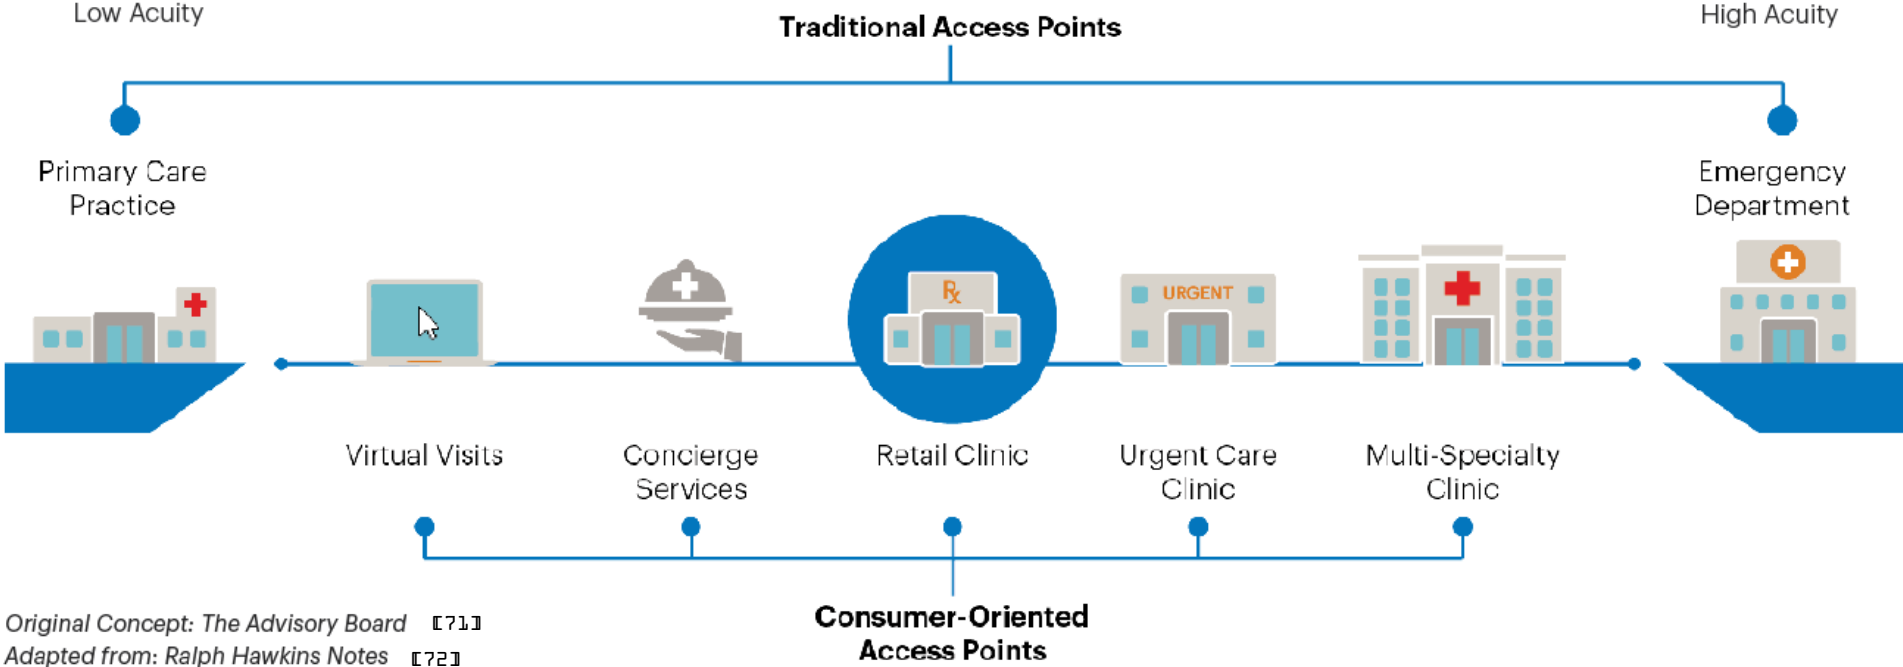 Low Acuity
Traditional Access Points
High Acuity
Primary Care
Practice
Emergency
Department
Rx
URGENT
Virtual Visits
Concierge
Services
Retail Clinic
Urgent Care
Clinic
Multi-Specialty
Clinic
Original Concept: The Advisory Board [71]
Adapted from: Ralph Hawkins Notes [72]
Consumer-Oriented
Access Points